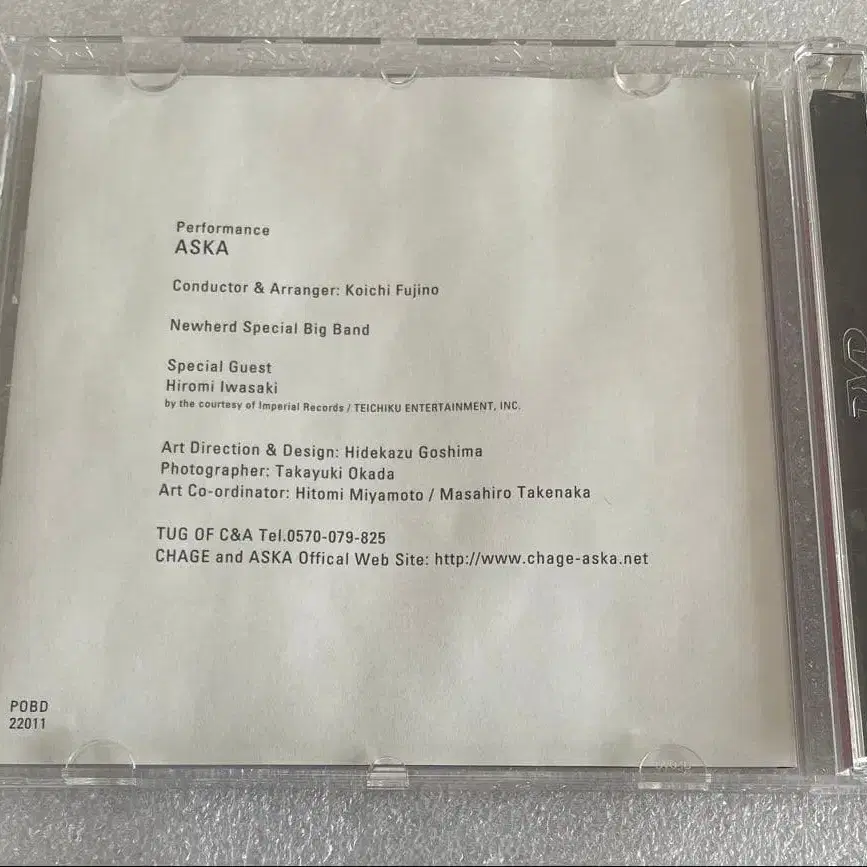 Performance
ASKA
Conductor & Arranger: Koichi Fujino
Newherd Special Big Band
Special Guest
Hiromi Iwasaki
by the courtesy of Imperial Records / TEICHIKU ENTERTAINMENT, INC.
Art Direction & Design: Hidekazu Goshima
Photographer: Takayuki Okada
Art Co-ordinator: Hitomi Miyamoto / Masahiro Takenaka
TUG OF C&A Tel.0570-079-825
CHAGE and ASKA Offical Web Site: http://www.chage-aska.net
POBD
22011
DVD